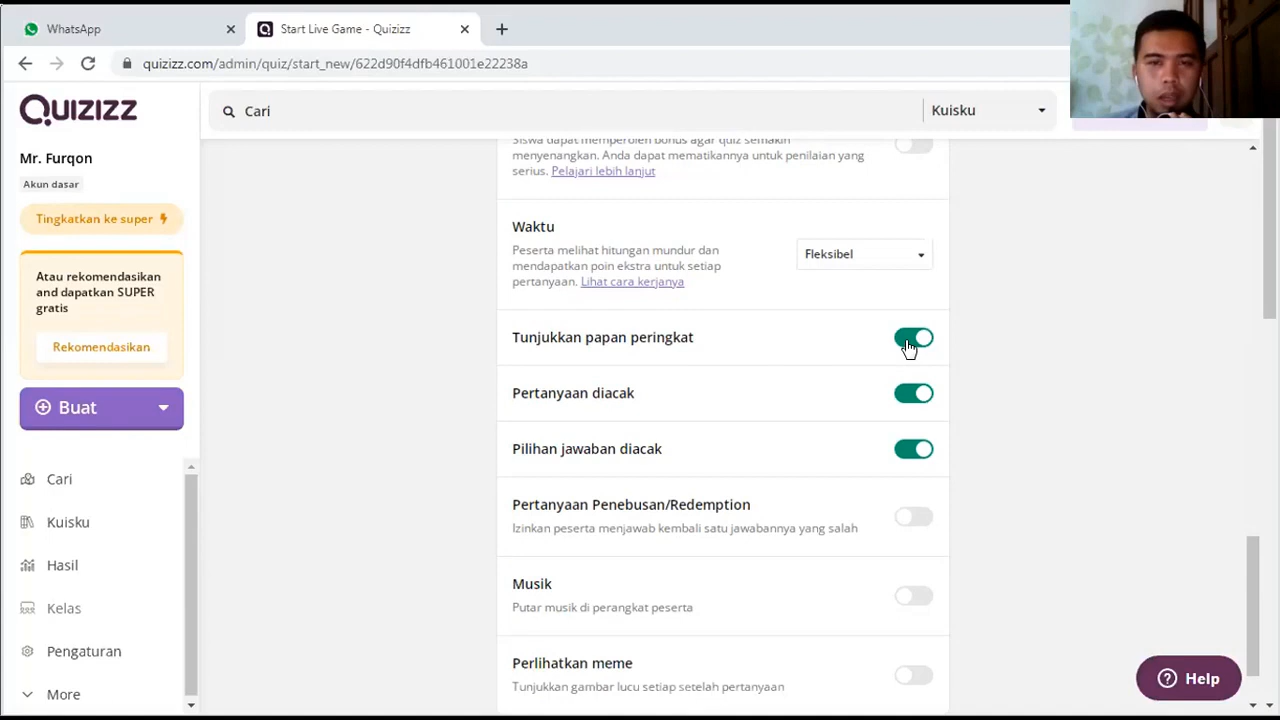 WhatsApp
Start Live Game - Quizizz
quizizz.com/admin/quiz/start_new/622d90f4dfb461001e22238a
QUIZIZZ
Cari
Kuisku
Mr. Furqon
Akun dasar
Tingkatkan ke super
Atau rekomendasikan
and dapatkan SUPER
gratis
Rekomendasikan
Buat
Cari
Kuisku
Hasil
Kelas
Pengaturan
More
Siswa dapat memperoleh bonus agar quiz semakin
menyenangkan. Anda dapat mematikannya untuk penilaian yang
serius. Pelajari lebih lanjut
Waktu
Peserta melihat hitungan mundur dan
mendapatkan poin ekstra untuk setiap
pertanyaan. Lihat cara kerjanya
Fleksibel
Tunjukkan papan peringkat
Pertanyaan diacak
Pilihan jawaban diacak
Pertanyaan Penebusan/Redemption
Izinkan peserta menjawab kembali satu jawabannya yang salah
Musik
Putar musik di perangkat peserta
Perlihatkan meme
Tunjukkan gambar lucu setiap setelah pertanyaan
Help